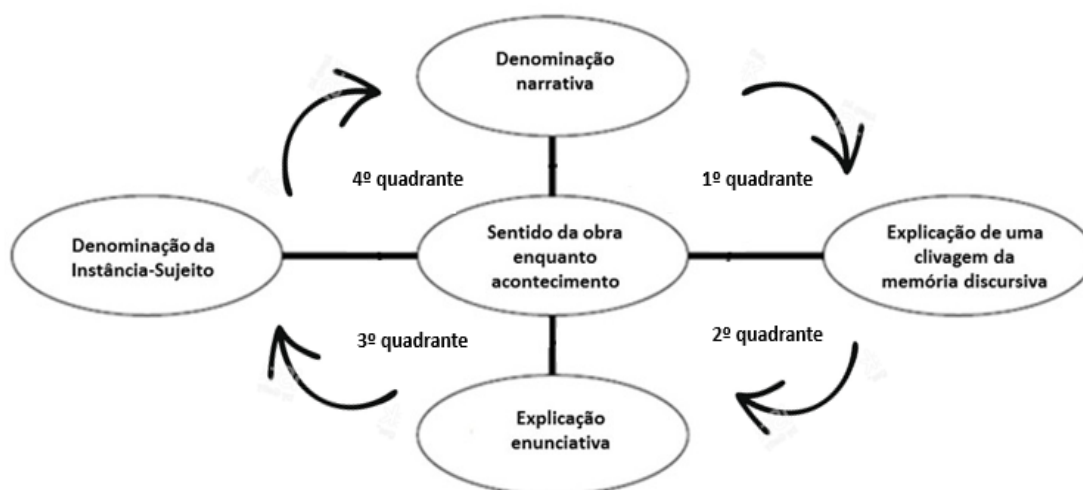 Denominação
narrativa
4º quadrante
1º quadrante
Denominação da
Instância-Sujeito
Sentido da obra
enquanto
acontecimento
Explicação de uma
clivagem da
memória discursiva
3º quadrante
2º quadrante
Explicação
enunciativa